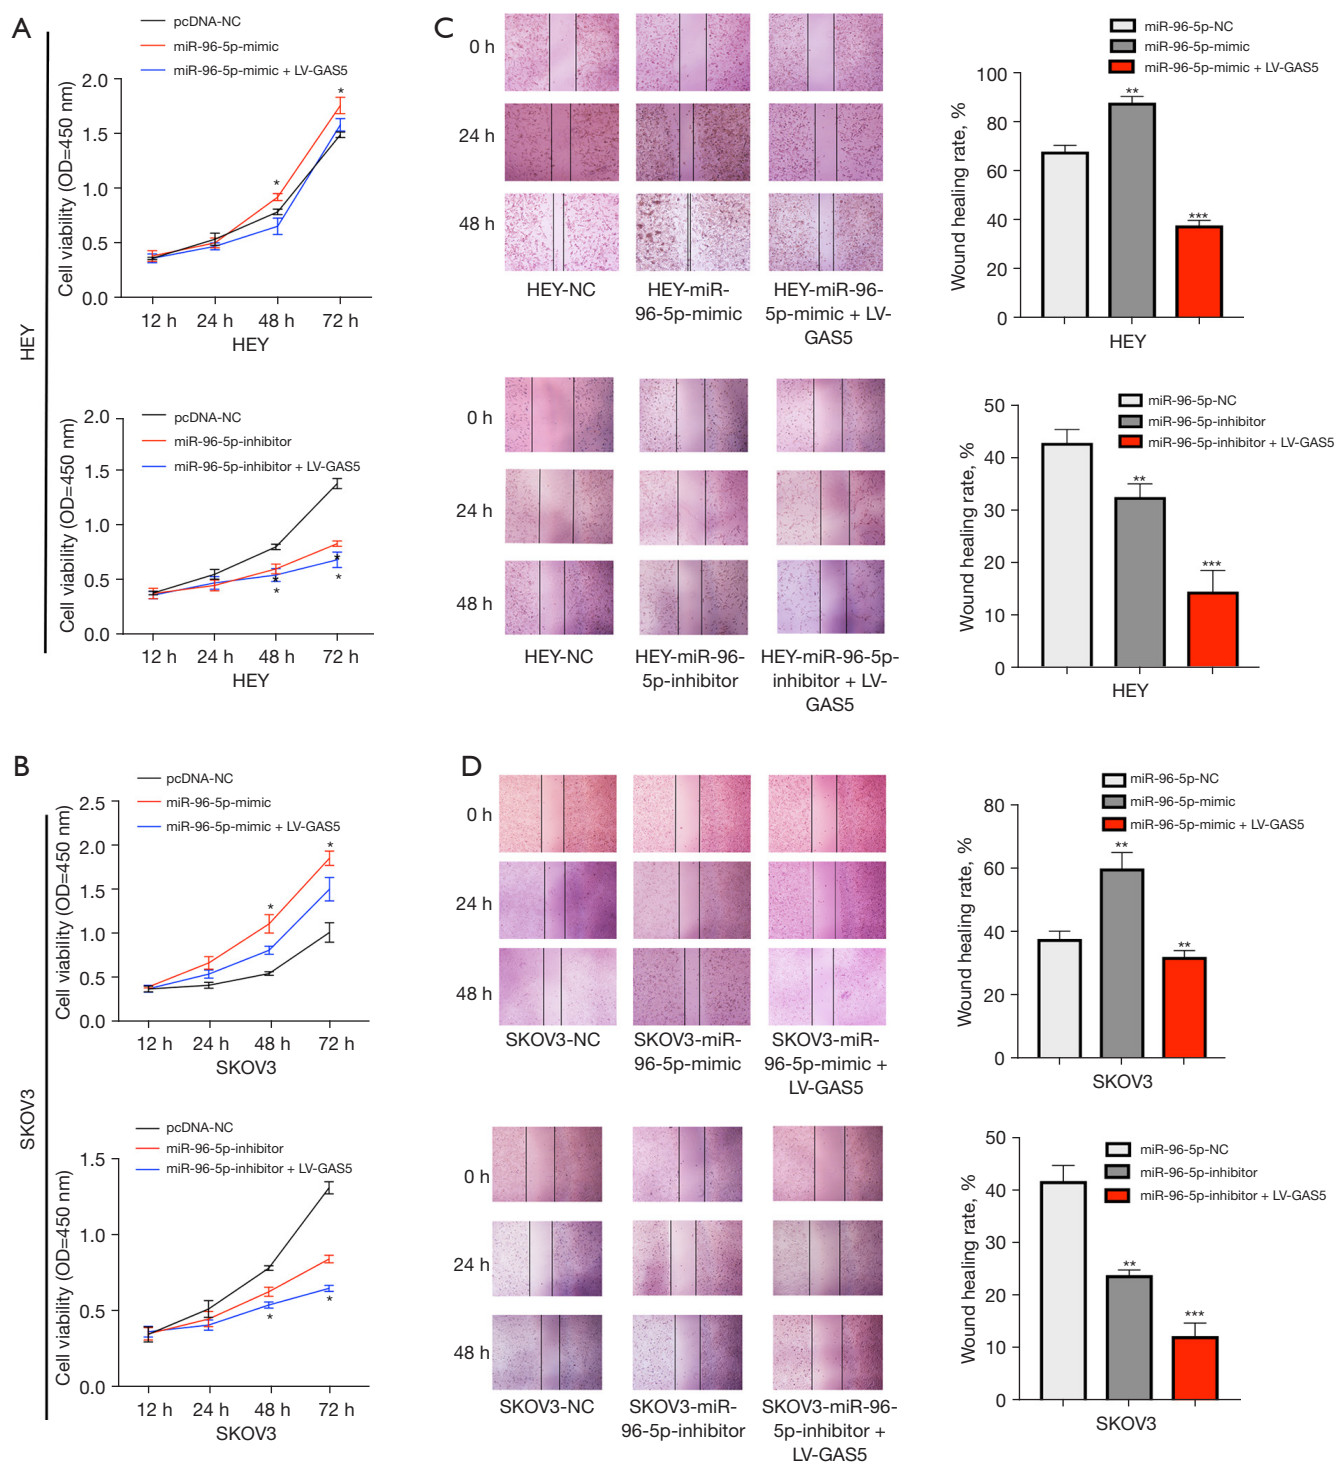 A
HEY
pcDNA-NC
miR-96-5p-mimic
miR-96-5p-mimic + LV-GAS5
Cell viability (OD=450 nm)
2.0
1.5
1.0
0.5
0.0
*
*
12 h 24 h 48 h 72 h
HEY
pcDNA-NC
miR-96-5p-inhibitor
miR-96-5p-inhibitor + LV-GAS5
Cell viability (OD=450 nm)
2.0
1.5
1.0
0.5
0.0
*
*
*
*
12 h 24 h 48 h 72 h
HEY
C
0 h
24 h
48 h
HEY-NC
HEY-miR-
96-5p-mimic
HEY-miR-96-
5p-mimic + LV-
GAS5
miR-96-5p-NC
miR-96-5p-mimic
miR-96-5p-mimic + LV-GAS5
Wound healing rate, %
100
80
60
40
20
0
**
***
HEY
0 h
24 h
48 h
HEY-NC
HEY-miR-96-
5p-inhibitor
HEY-miR-96-5p-
inhibitor + LV-
GAS5
miR-96-5p-NC
miR-96-5p-inhibitor
miR-96-5p-inhibitor + LV-GAS5
Wound healing rate, %
50
40
30
20
10
0
**
***
HEY
B
SKOV3
pcDNA-NC
miR-96-5p-mimic
miR-96-5p-mimic + LV-GAS5
Cell viability (OD=450 nm)
2.5
2.0
1.5
1.0
0.5
0.0
*
*
12 h 24 h 48 h 72 h
SKOV3
pcDNA-NC
miR-96-5p-inhibitor
miR-96-5p-inhibitor + LV-GAS5
Cell viability (OD=450 nm)
1.5
1.0
0.5
0.0
*
*
12 h 24 h 48 h 72 h
SKOV3
D
0 h
24 h
48 h
SKOV3-NC
SKOV3-miR-
96-5p-mimic
SKOV3-miR-
96-5p-mimic +
LV-GAS5
miR-96-5p-NC
miR-96-5p-mimic
miR-96-5p-mimic + LV-GAS5
Wound healing rate, %
80
60
40
20
0
**
**
SKOV3
0 h
24 h
48 h
SKOV3-NC
SKOV3-miR-
96-5p-inhibitor
SKOV3-miR-96-
5p-inhibitor +
LV-GAS5
miR-96-5p-NC
miR-96-5p-inhibitor
miR-96-5p-inhibitor + LV-GAS5
Wound healing rate, %
50
40
30
20
10
0
**
***
SKOV3